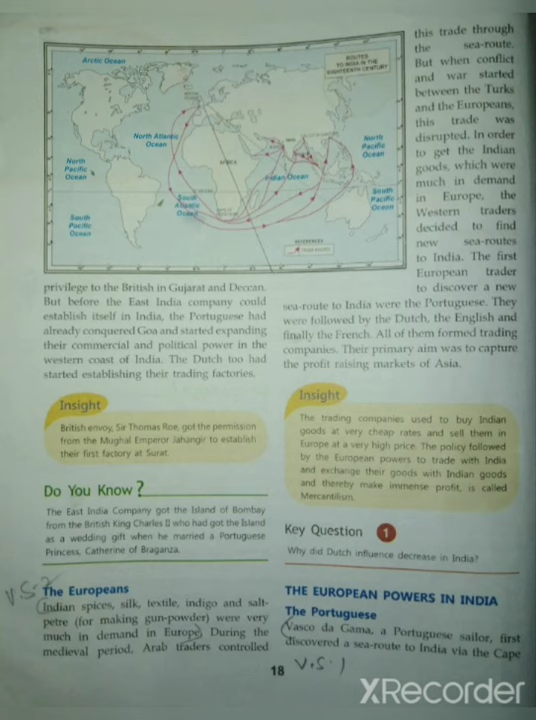 Arctic Ocean
ROUTES
TO INDIA IN THE
EIGHTEENTH CENTURY
North Atlantic
Ocean
North
Pacific
Ocean
AFRICA
INDIA
Indian Ocean
North
Pacific
Ocean
South
Atlantic
Ocean
South
Pacific
Ocean
South
Pacific
Ocean
REFERENCES
privilege to the British in Gujarat and Deccan.
But before the East India company could
establish itself in India, the Portuguese had
already conquered Goa and started expanding
their commercial and political power in the
western coast of India. The Dutch too had
started establishing their trading factories.
Insight
British envoy, Sir Thomas Roe, got the permission
from the Mughal Emperor Jahangir to establish
their first factory at Surat.
Do You Know?
The East India Company got the Island of Bombay
from the British King Charles II who had got the Island
as a wedding gift when he married a Portuguese
Princess, Catherine of Braganza.
V.S-2
The Europeans
Indian spices, silk, textile, indigo and salt-
petre (for making gun-powder) were very
much in demand in Europe. During the
medieval period, Arab traders controlled
this trade through
the sea-route.
But when conflict
and war started
between the Turks
and the Europeans,
this trade was
disrupted. In order
to get the Indian
goods, which were
much in demand
in Europe, the
Western traders
decided to find
new sea-routes
to India. The first
European trader
to discover a new
sea-route to India were the Portuguese. They
were followed by the Dutch, the English and
finally the French. All of them formed trading
companies. Their primary aim was to capture
the profit raising markets of Asia.
Insight
The trading companies used to buy Indian
goods at very cheap rates and sell them in
Europe at a very high price. The policy followed
by the European powers to trade with India
and exchange their goods with Indian goods
and thereby make immense profit, is called
Mercantilism.
Key Question 1
Why did Dutch influence decrease in India?
THE EUROPEAN POWERS IN INDIA
The Portuguese
Vasco da Gama, a Portuguese sailor, first
discovered a sea-route to India via the Cape
V.S.1
18
XRecorder